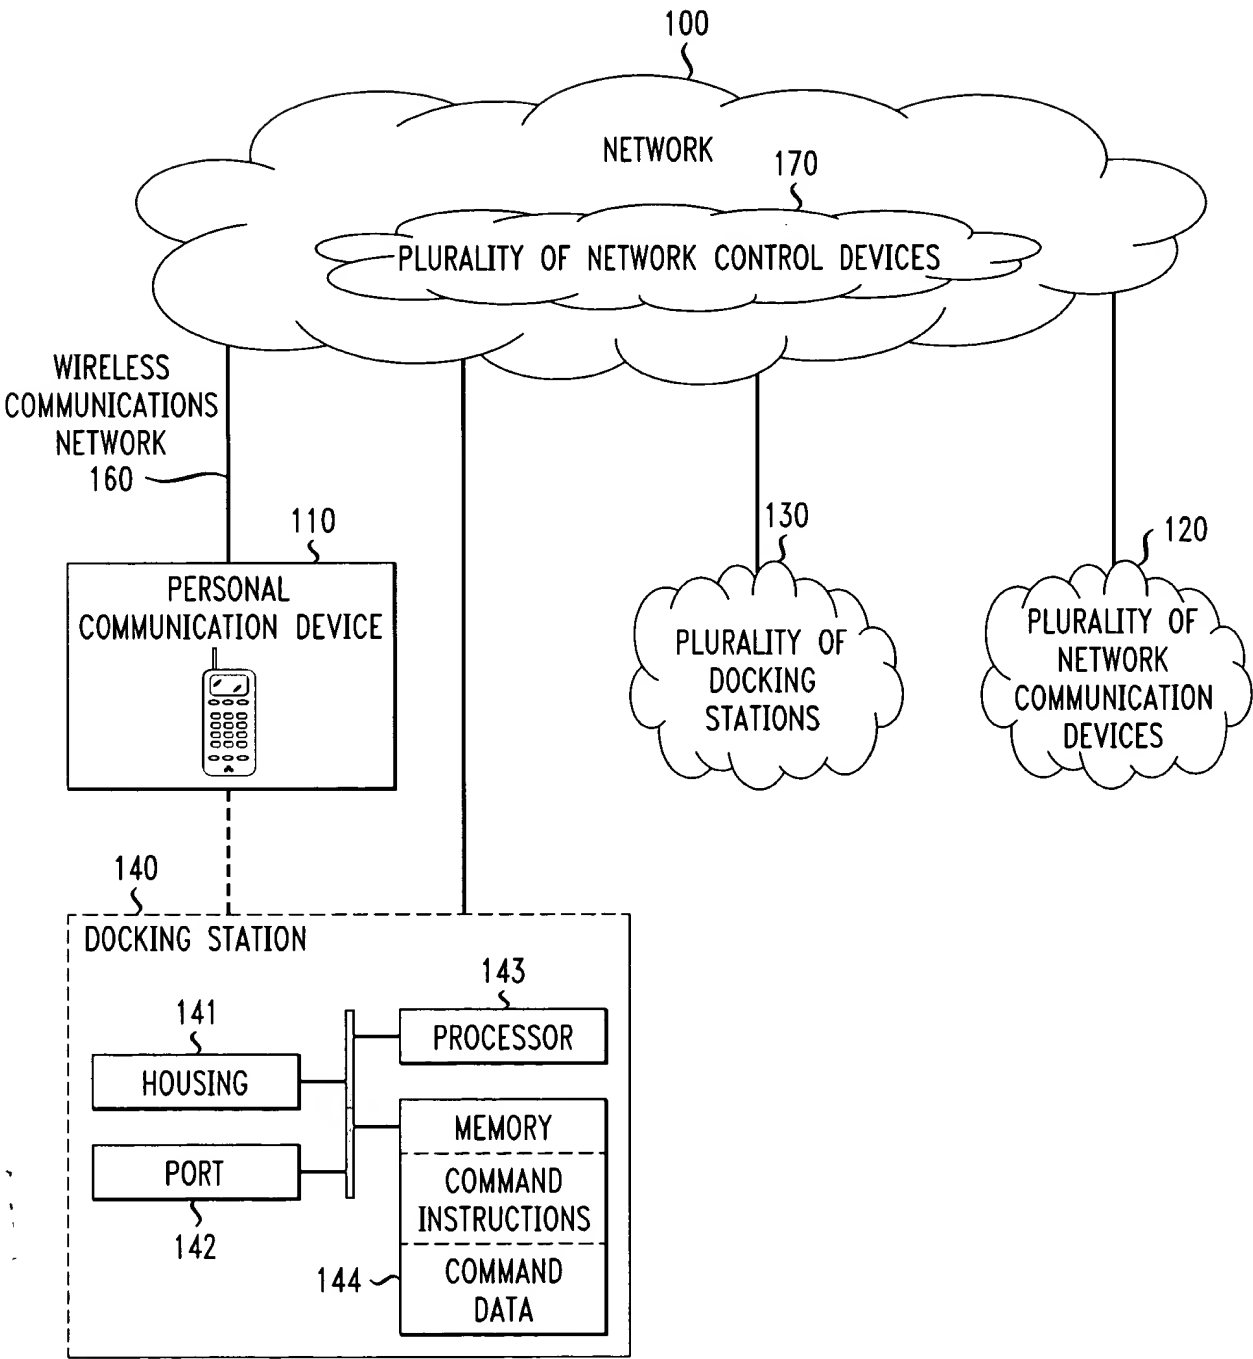 100
NETWORK
170
PLURALITY OF NETWORK CONTROL DEVICES
WIRELESS
COMMUNICATIONS
NETWORK
160
110
PERSONAL
COMMUNICATION DEVICE
130
PLURALITY OF
DOCKING
STATIONS
120
PLURALITY OF
NETWORK
COMMUNICATION
DEVICES
140
DOCKING STATION
141
HOUSING
PORT
142
143
PROCESSOR
MEMORY
COMMAND
INSTRUCTIONS
144
COMMAND
DATA